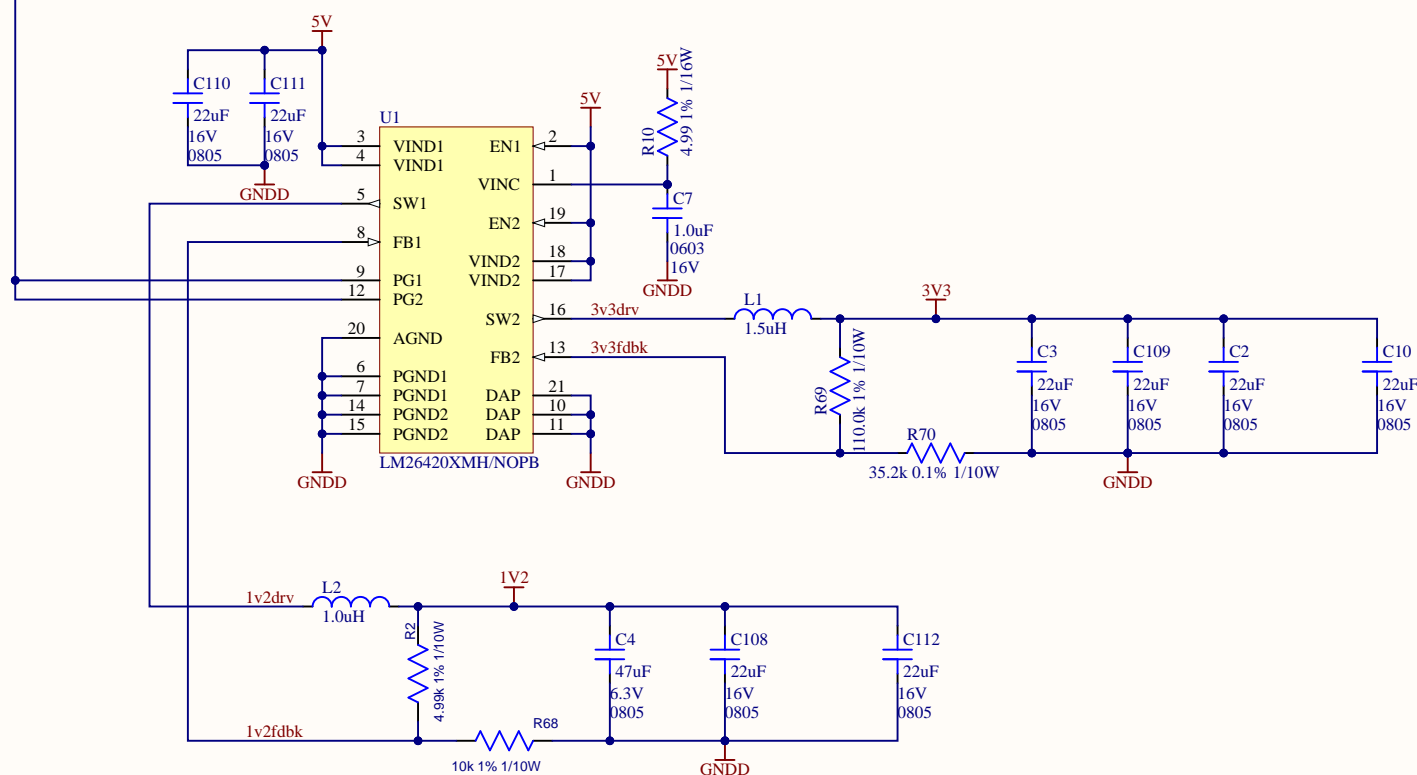 5V
C110
22uF
16V
0805
C111
22uF
16V
0805
GNDD
U1
3 VIND1
4 VIND1
5 SW1
8 FB1
9 PG1
12 PG2
20 AGND
6 PGND1
7 PGND1
14 PGND2
15 PGND2
EN1 2
VINC 1
EN2 19
VIND2 18
VIND2 17
SW2 16
FB2 13
DAP 21
DAP 10
DAP 11
LM26420XMH/NOPB
GNDD
GNDD
5V
5V
R10
4.99 1% 1/16W
C7
1.0uF
0603
16V
GNDD
3v3drv
3v3fdbk
L1
1.5uH
3V3
R69
110.0k 1% 1/10W
R70
35.2k 0.1% 1/10W
C3
22uF
16V
0805
C109
22uF
16V
0805
C2
22uF
16V
0805
C10
22uF
16V
0805
GNDD
1v2drv
L2
1.0uH
1V2
R2
4.99k 1% 1/10W
1v2fdbk
R68
10k 1% 1/10W
C4
47uF
6.3V
0805
C108
22uF
16V
0805
C112
22uF
16V
0805
GNDD